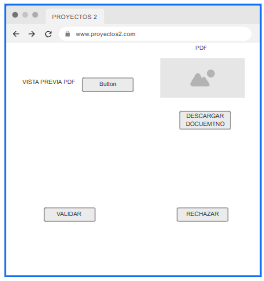 PROYECTOS 2
www.proyectos2.com
PDF
VISTA PREVIA PDF
Button
DESCARGAR
DOCUEMTNO
VALIDAR
RECHAZAR